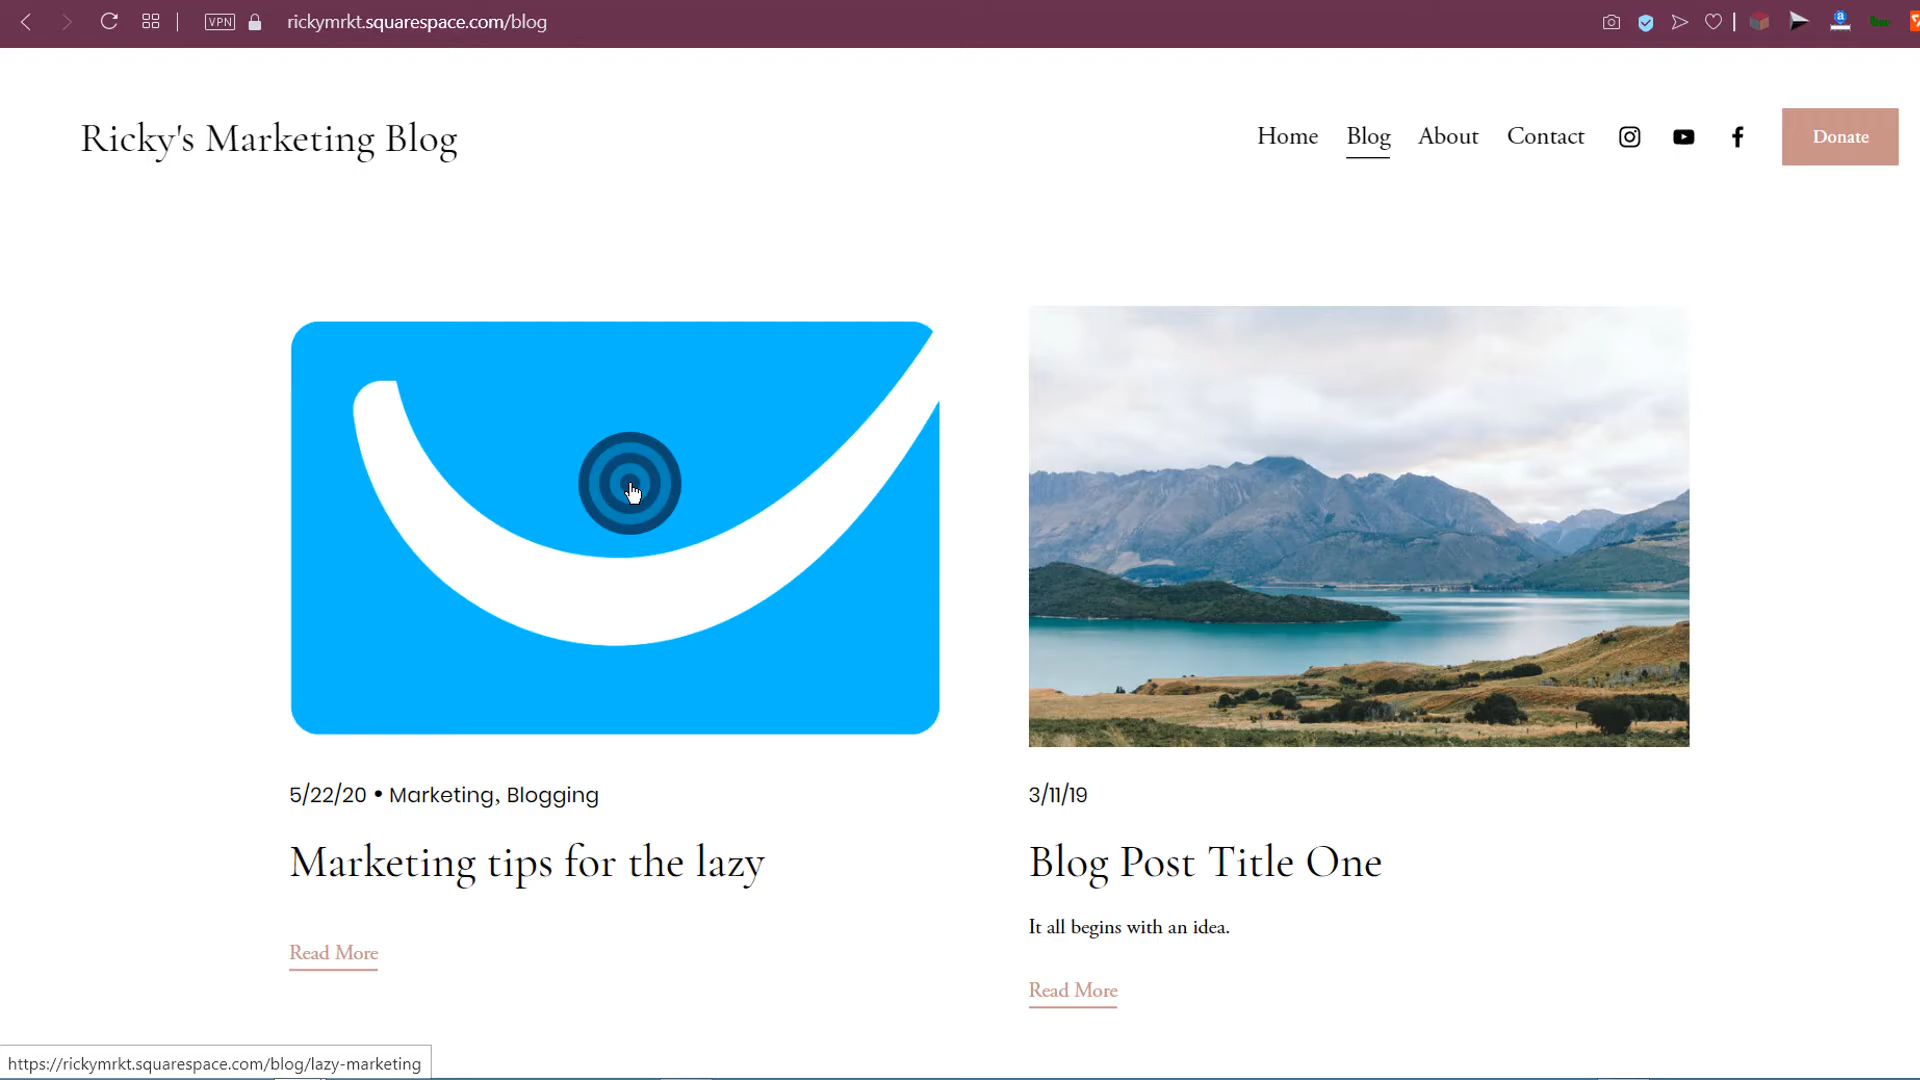 VPN
rickymrkt.squarespace.com/blog
Ricky's Marketing Blog
Home Blog About Contact Donate
5/22/20 • Marketing, Blogging
Marketing tips for the lazy
Read More
3/11/19
Blog Post Title One
It all begins with an idea.
Read More
https://rickymrkt.squarespace.com/blog/lazy-marketing